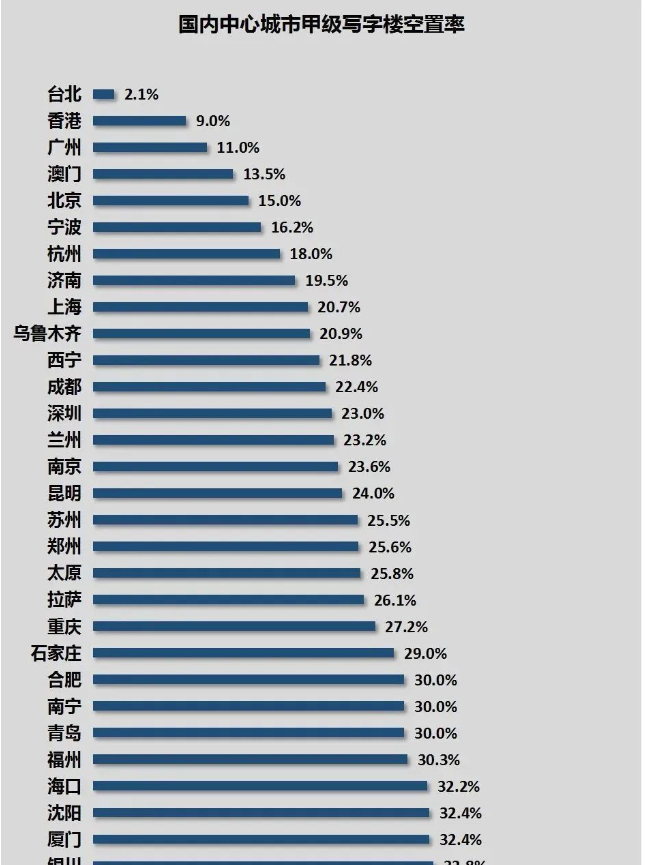 国内中心城市甲级写字楼空置率
台北 2.1%
香港 9.0%
广州 11.0%
澳门 13.5%
北京 15.0%
宁波 16.2%
杭州 18.0%
济南 19.5%
上海 20.7%
乌鲁木齐 20.9%
西宁 21.8%
成都 22.4%
深圳 23.0%
兰州 23.2%
南京 23.6%
昆明 24.0%
苏州 25.5%
郑州 25.6%
太原 25.8%
拉萨 26.1%
重庆 27.2%
石家庄 29.0%
合肥 30.0%
南宁 30.0%
青岛 30.0%
福州 30.3%
海口 32.2%
沈阳 32.4%
厦门 32.4%